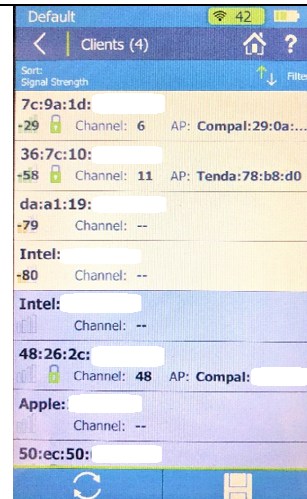 Default 42
Clients (4) ?
Sort:
Signal Strength Filter
7c:9a:1d:
-29 Channel: 6 AP: Compal:29:0a:...
36:7c:10:
-58 Channel: 11 AP: Tenda:78:b8:d0
da:a1:19:
-79 Channel: --
Intel:
-80 Channel: --
Intel:
Channel: --
48:26:2c:
Channel: 48 AP: Compal:
Apple:
Channel: --
50:ec:50: